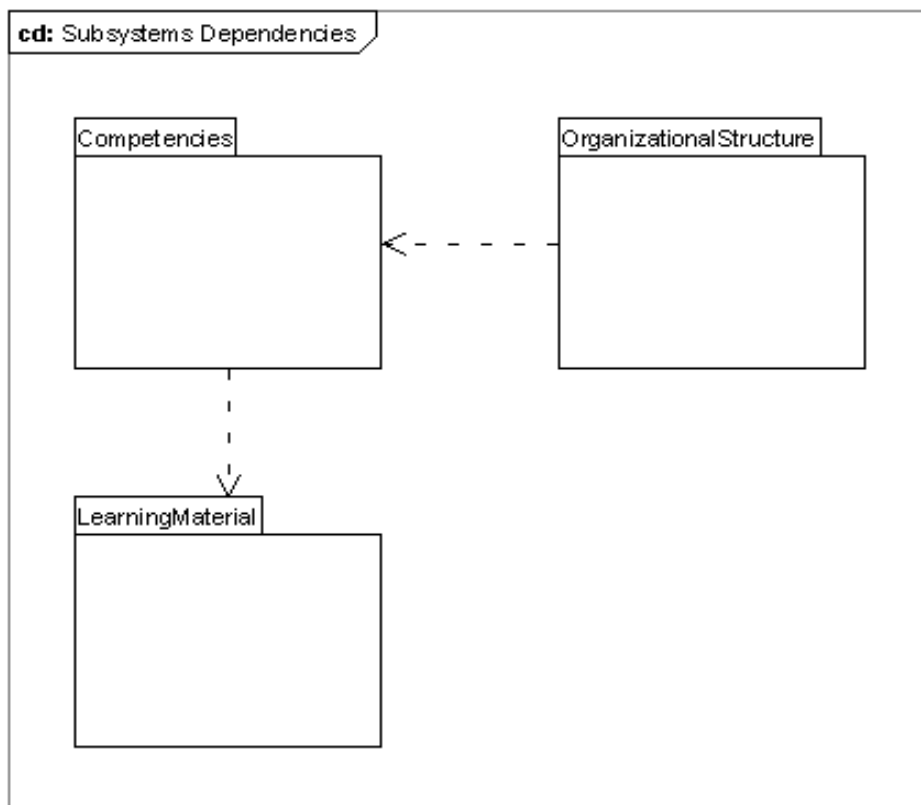 cd: Subsystems Dependencies
Competencies
OrganizationalStructure
LearningMaterial